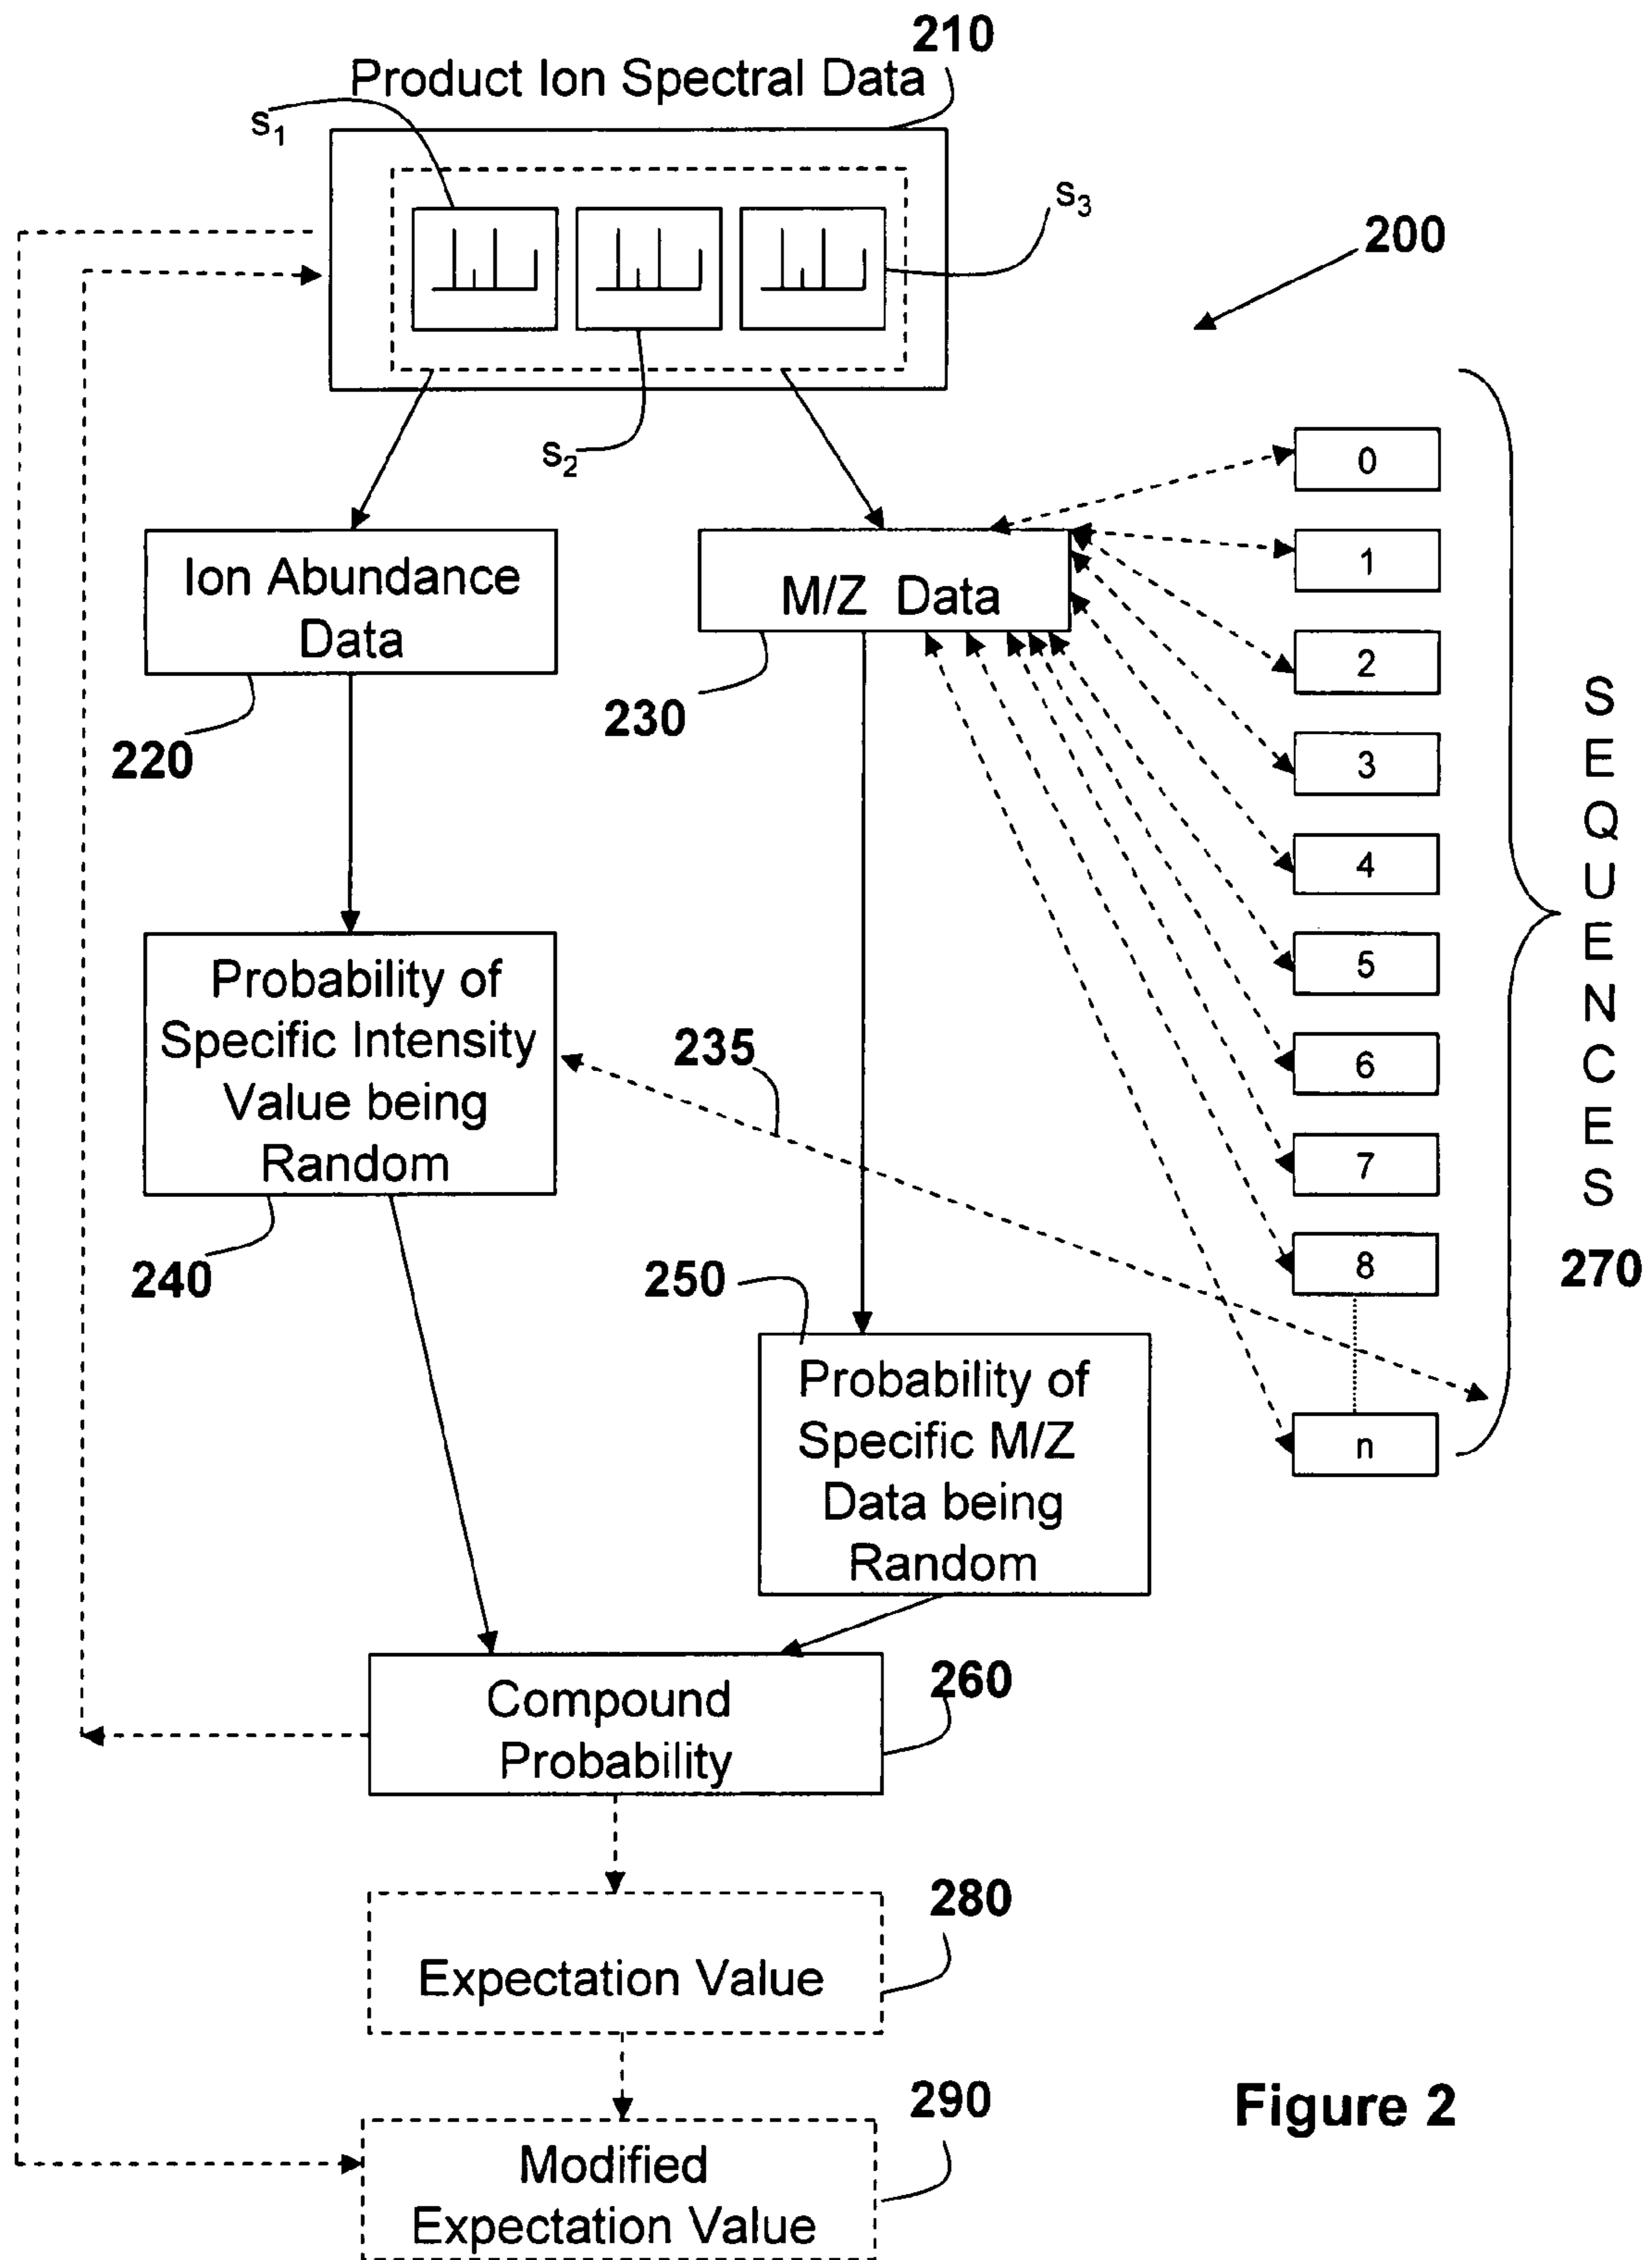 210
Product Ion Spectral Data
s1
s3
200
s2
0
1
2
3
4
5
6
7
8
n
SEQUENCES
270
Ion Abundance
Data
220
M/Z Data
230
Probability of
Specific Intensity
Value being
Random
235
240
250
Probability of
Specific M/Z
Data being
Random
260
Compound
Probability
280
Expectation Value
290
Modified
Expectation Value
Figure 2